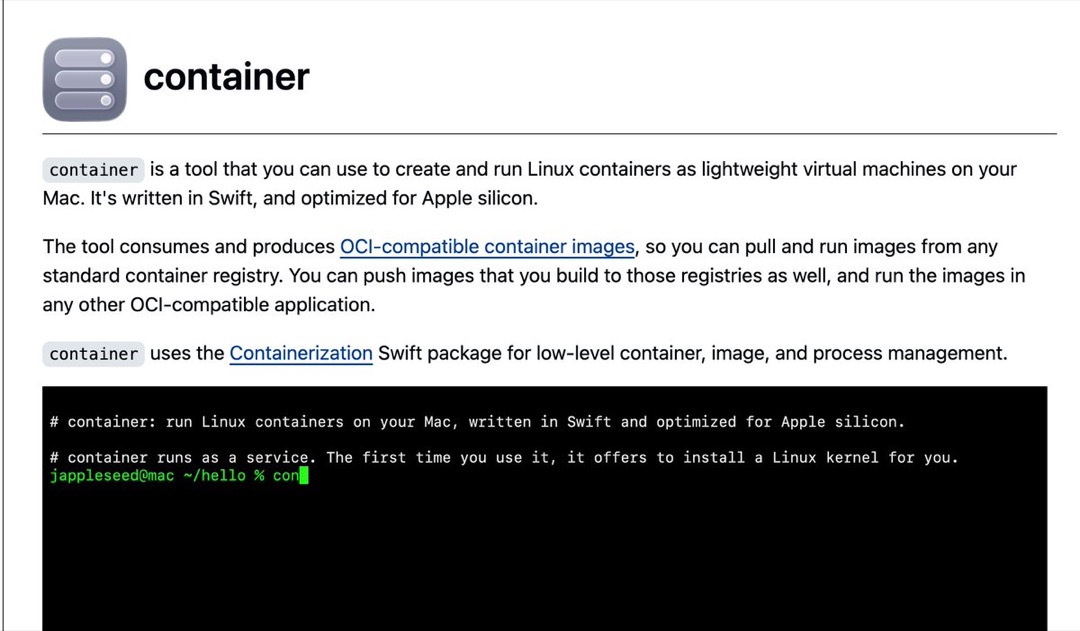 container
container is a tool that you can use to create and run Linux containers as lightweight virtual machines on your
Mac. It's written in Swift, and optimized for Apple silicon.
The tool consumes and produces OCI-compatible container images, so you can pull and run images from any
standard container registry. You can push images that you build to those registries as well, and run the images in
any other OCI-compatible application.
container uses the Containerization Swift package for low-level container, image, and process management.
# container: run Linux containers on your Mac, written in Swift and optimized for Apple silicon.
# container runs as a service. The first time you use it, it offers to install a Linux kernel for you.
jappleseed@mac ~/hello % con